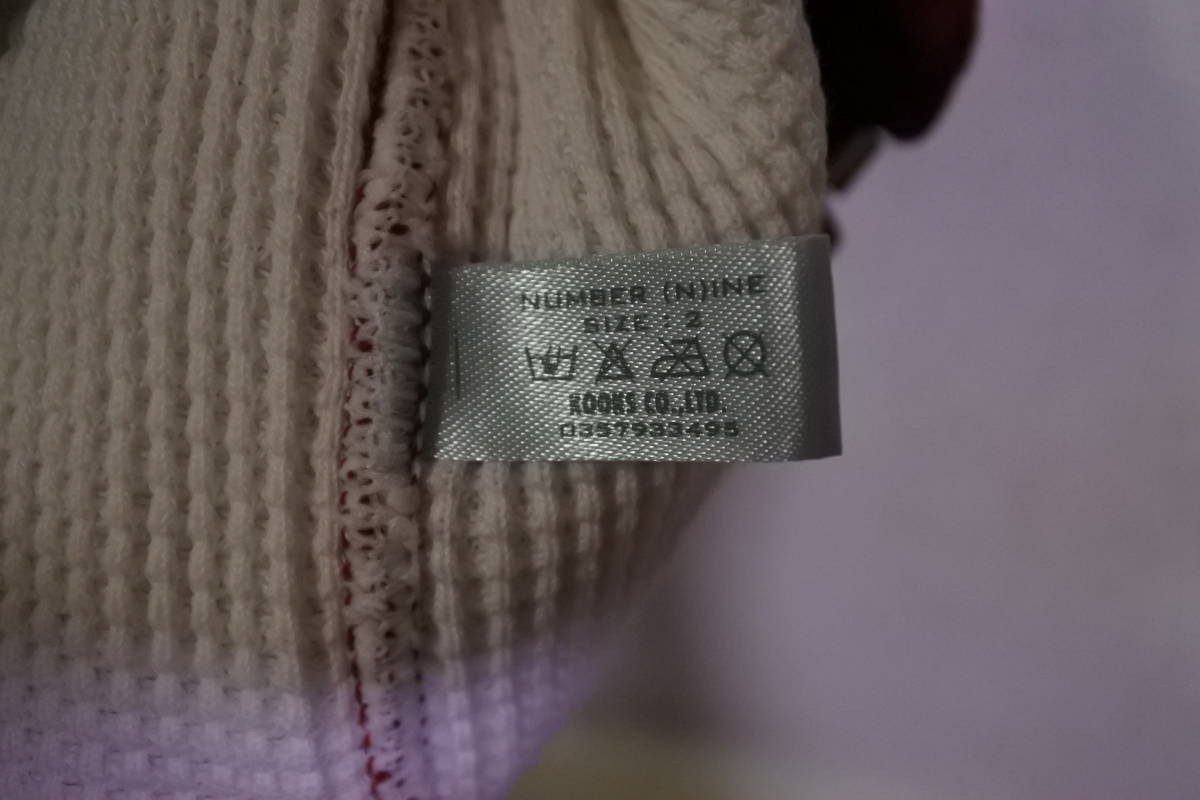 NUMBER (N)INE
SIZE : 2
KOOKS CO.,LTD.
0357933495